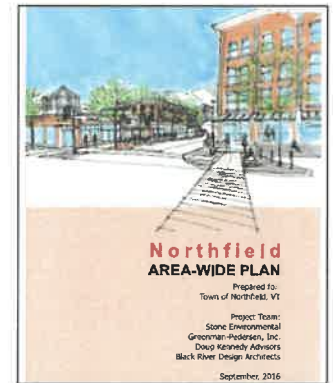 Northfield
AREA-WIDE PLAN
Prepared fo:
Town of Northfield, VT
Project Team:
Stone Environmental
Greenman-Pedersen, Inc.
Doug Kennedy Advisors
Black River Design Architects
September, 2016